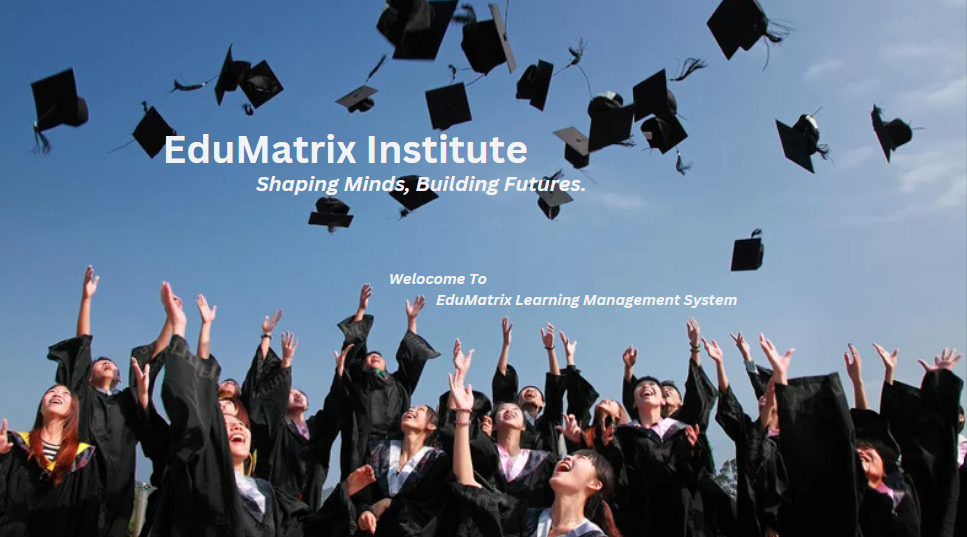 EduMatrix Institute
Shaping Minds, Building Futures.
Welocome To
EduMatrix Learning Management System